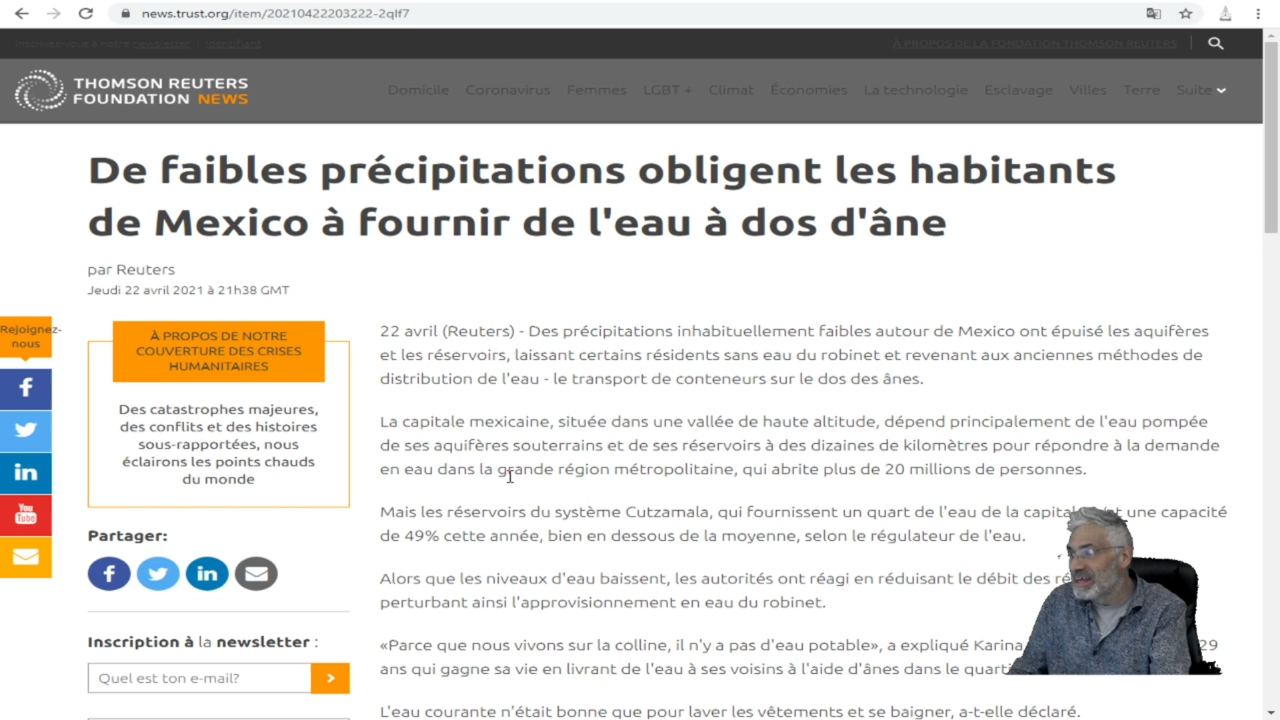 news.trust.org/item/20210422203222-2qlf7
Inscrivez-vous à notre newsletter | Identifiant
À PROPOS DE LA FONDATION THOMSON REUTERS
THOMSON REUTERS
FOUNDATION NEWS
Domicile Coronavirus Femmes LGBT + Climat Économies La technologie Esclavage Villes Terre Suite
De faibles précipitations obligent les habitants
de Mexico à fournir de l'eau à dos d'âne
par Reuters
Jeudi 22 avril 2021 à 21h38 GMT
Rejoignez-
nous
À PROPOS DE NOTRE
COUVERTURE DES CRISES
HUMANITAIRES
Des catastrophes majeures,
des conflits et des histoires
sous-rapportées, nous
éclairons les points chauds
du monde
You
Tube
Partager:
Inscription à la newsletter :
Quel est ton e-mail?
22 avril (Reuters) - Des précipitations inhabituellement faibles autour de Mexico ont épuisé les aquifères
et les réservoirs, laissant certains résidents sans eau du robinet et revenant aux anciennes méthodes de
distribution de l'eau - le transport de conteneurs sur le dos des ânes.
La capitale mexicaine, située dans une vallée de haute altitude, dépend principalement de l'eau pompée
de ses aquifères souterrains et de ses réservoirs à des dizaines de kilomètres pour répondre à la demande
en eau dans la grande région métropolitaine, qui abrite plus de 20 millions de personnes.
Mais les réservoirs du système Cutzamala, qui fournissent un quart de l'eau de la une capacité
de 49% cette année, bien en dessous de la moyenne, selon le régulateur de l'eau.
Alors que les niveaux d'eau baissent, les autorités ont réagi en réduisant le débit des
perturbant ainsi l'approvisionnement en eau du robinet.
«Parce que nous vivons sur la colline, il n'y a pas d'eau potable», a expliqué Karina 29
ans qui gagne sa vie en livrant de l'eau à ses voisins à l'aide d'ânes dans le
L'eau courante n'était bonne que pour laver les vêtements et se baigner, a-t-elle déclaré.